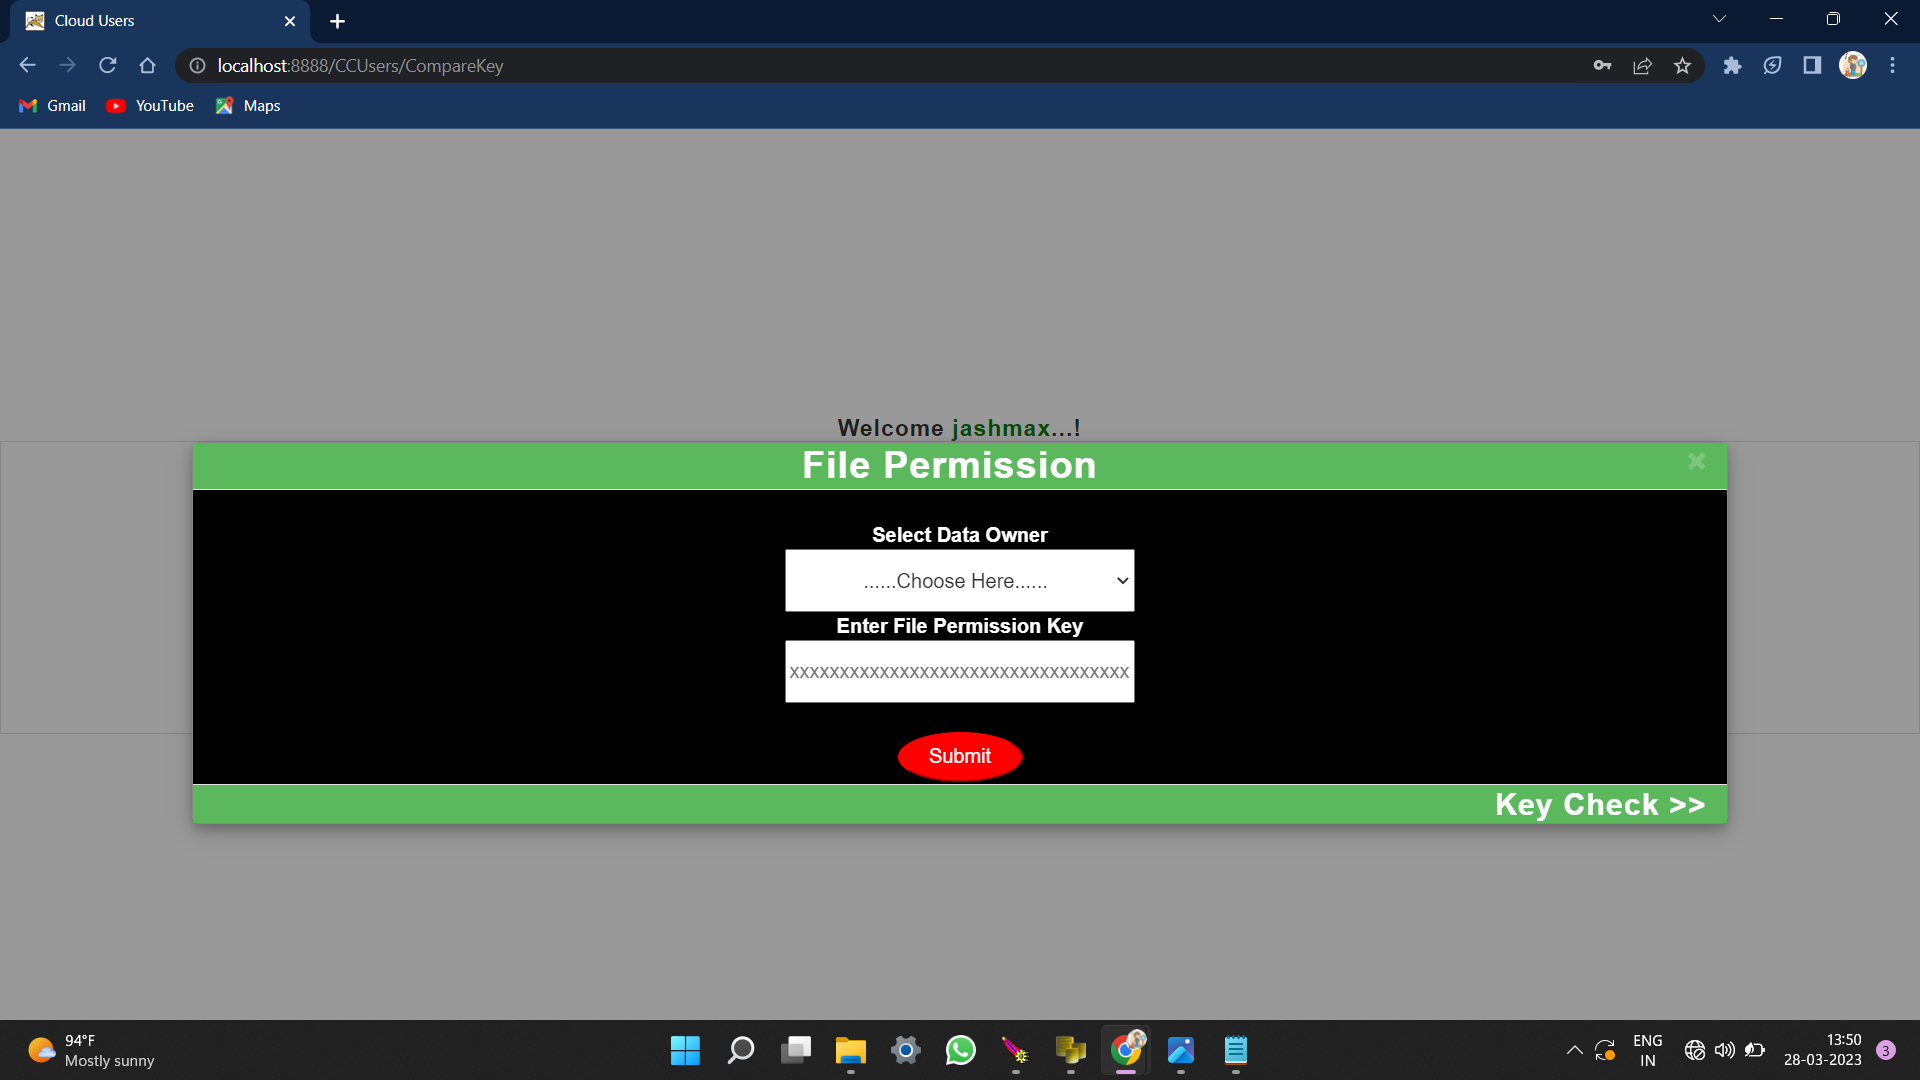 Cloud Users
localhost:8888/CCUsers/CompareKey
Gmail YouTube Maps
Welcome jashmax...!
File Permission
Select Data Owner
......Choose Here......
Enter File Permission Key
xxxxxxxxxxxxxxxxxxxxxxxxxxxxxxxxxx
Submit
Key Check >>
94°F
Mostly sunny
ENG
IN
13:50
28-03-2023
3